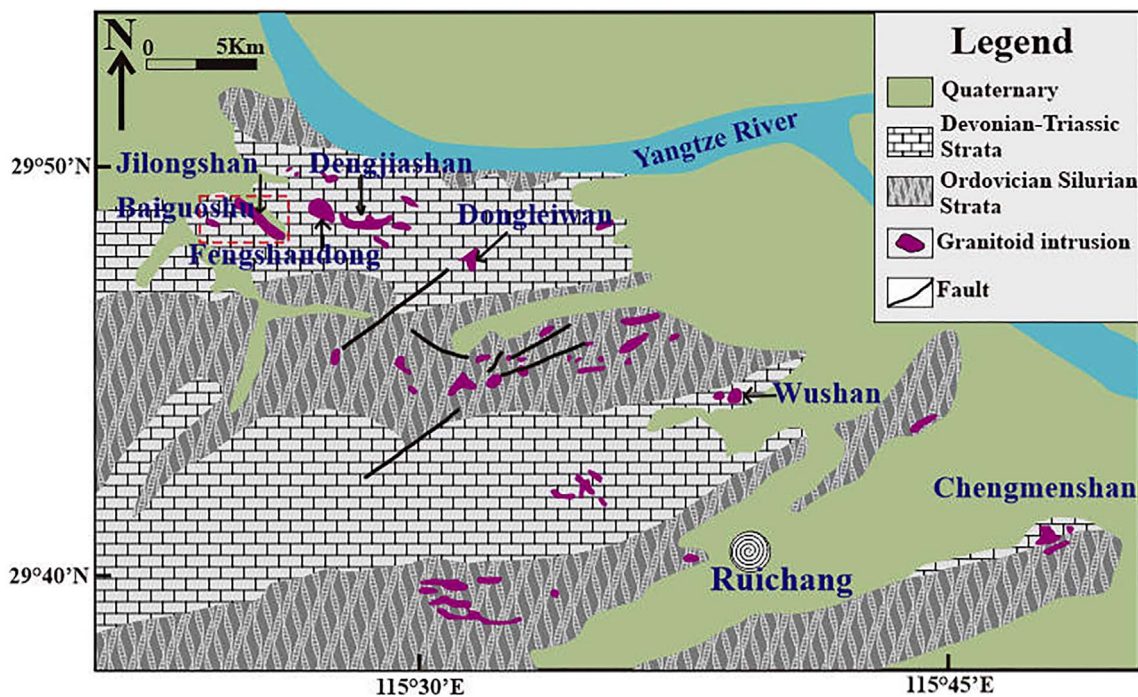 N
0 5Km
Legend
Quaternary
Devonian-Triassic
Strata
Ordovician Silurian
Strata
Granitoid intrusion
Fault
Yangtze River
29°50'N
Jilongshan
Dengjiashan
Baiguoshu
Dongleiwan
Fengshandong
Wushan
Chengmenshan
29°40'N
Ruichang
115°30'E
115°45'E